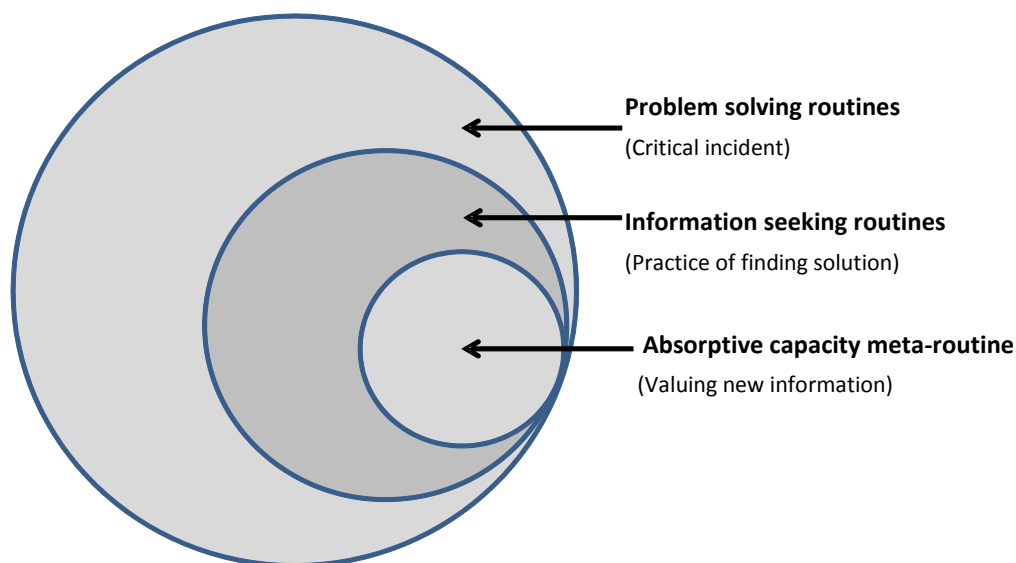 Problem solving routines
(Critical incident)
Information seeking routines
(Practice of finding solution)
Absorptive capacity meta-routine
(Valuing new information)